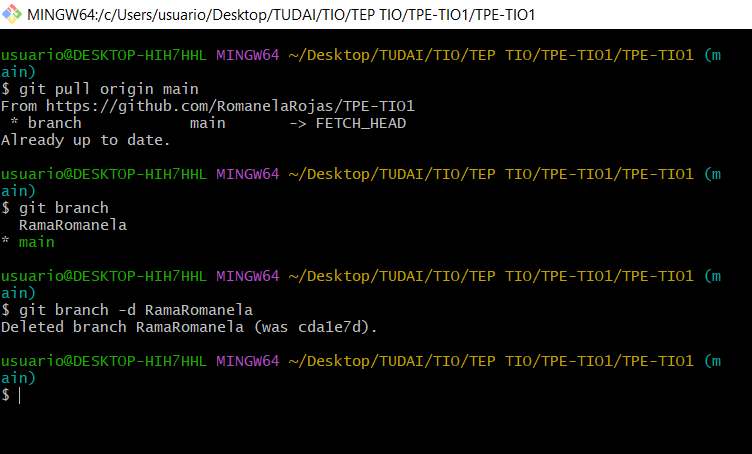 MINGW64:/c/Users/usuario/Desktop/TUDAI/TIO/TEP TIO/TPE-TIO1/TPE-TIO1
usuario@DESKTOP-HIH7HHL MINGW64 ~/Desktop/TUDAI/TIO/TEP TIO/TPE-TIO1/TPE-TIO1 (m
ain)
$ git pull origin main
From https://github.com/RomanelaRojas/TPE-TIO1
 * branch            main       -> FETCH_HEAD
Already up to date.
usuario@DESKTOP-HIH7HHL MINGW64 ~/Desktop/TUDAI/TIO/TEP TIO/TPE-TIO1/TPE-TIO1 (m
ain)
$ git branch
  RamaRomanela
* main
usuario@DESKTOP-HIH7HHL MINGW64 ~/Desktop/TUDAI/TIO/TEP TIO/TPE-TIO1/TPE-TIO1 (m
ain)
$ git branch -d RamaRomanela
Deleted branch RamaRomanela (was cda1e7d).
usuario@DESKTOP-HIH7HHL MINGW64 ~/Desktop/TUDAI/TIO/TEP TIO/TPE-TIO1/TPE-TIO1 (m
ain)
$